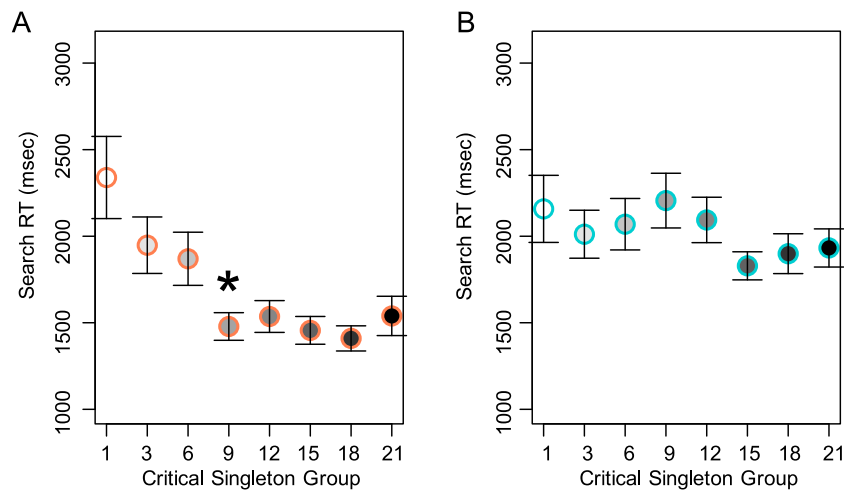 A
Search RT (msec)
3000
2500
2000
1500
1000
*
1 3 6 9 12 15 18 21
Critical Singleton Group
B
Search RT (msec)
3000
2500
2000
1500
1000
1 3 6 9 12 15 18 21
Critical Singleton Group